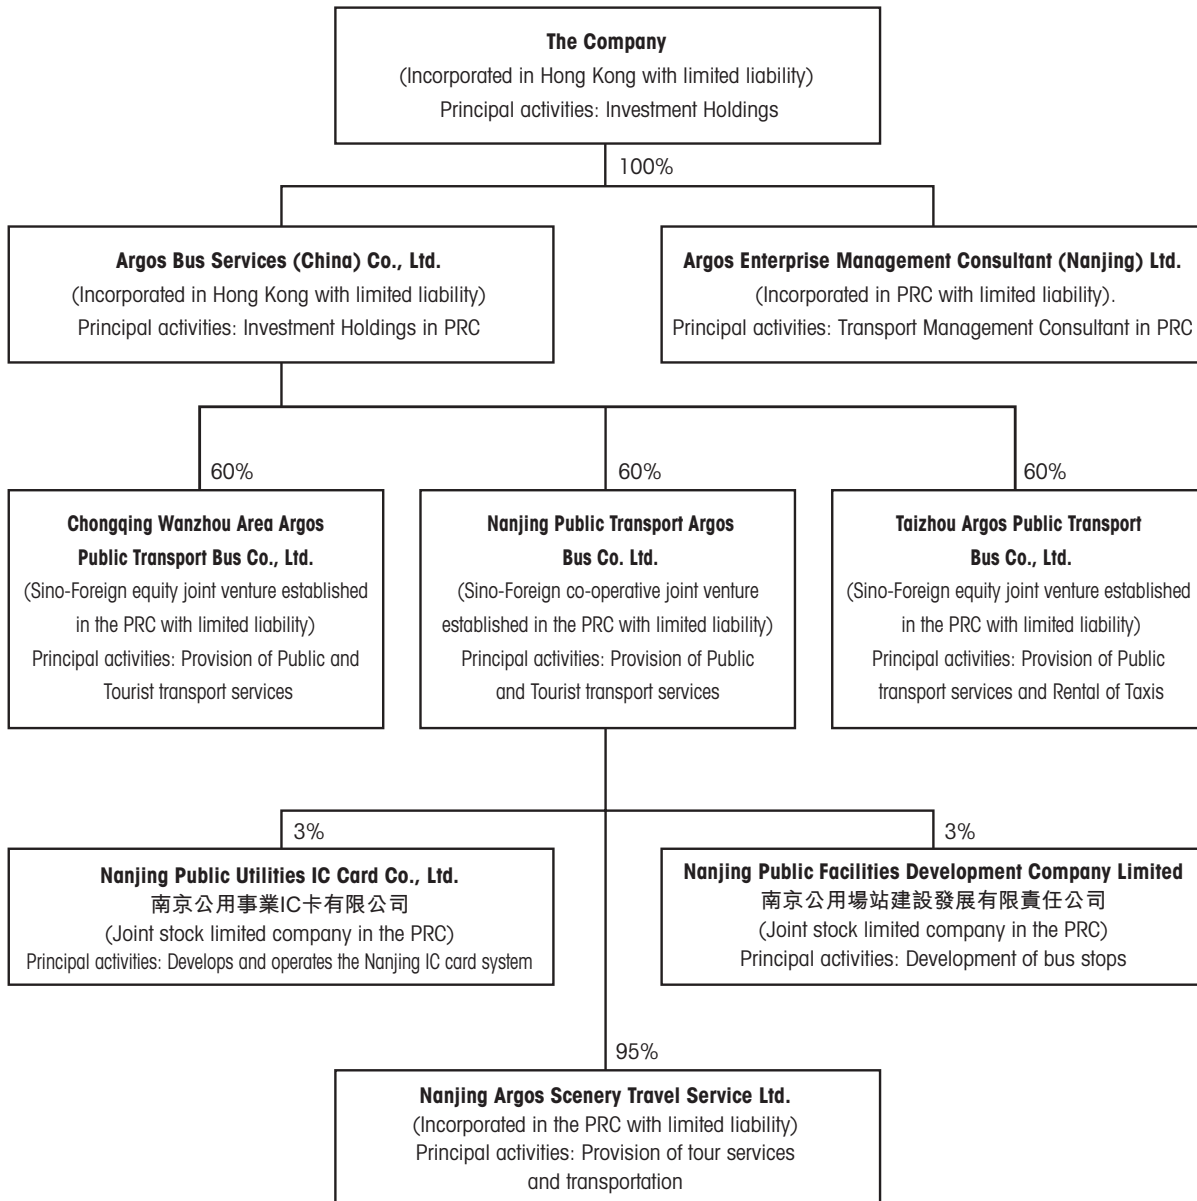 The Company
(Incorporated in Hong Kong with limited liability)
Principal activities: Investment Holdings
100%
Argos Bus Services (China) Co., Ltd.
(Incorporated in Hong Kong with limited liability)
Principal activities: Investment Holdings in PRC
Argos Enterprise Management Consultant (Nanjing) Ltd.
(Incorporated in PRC with limited liability).
Principal activities: Transport Management Consultant in PRC
60%
Chongqing Wanzhou Area Argos
Public Transport Bus Co., Ltd.
(Sino-Foreign equity joint venture established
in the PRC with limited liability)
Principal activities: Provision of Public and
Tourist transport services
60%
Nanjing Public Transport Argos
Bus Co. Ltd.
(Sino-Foreign co-operative joint venture
established in the PRC with limited liability)
Principal activities: Provision of Public
and Tourist transport services
60%
Taizhou Argos Public Transport
Bus Co., Ltd.
(Sino-Foreign equity joint venture established
in the PRC with limited liability)
Principal activities: Provision of Public
transport services and Rental of Taxis
3%
Nanjing Public Utilities IC Card Co., Ltd.
南京公用事業IC卡有限公司
(Joint stock limited company in the PRC)
Principal activities: Develops and operates the Nanjing IC card system
3%
Nanjing Public Facilities Development Company Limited
南京公用場站建設發展有限責任公司
(Joint stock limited company in the PRC)
Principal activities: Development of bus stops
95%
Nanjing Argos Scenery Travel Service Ltd.
(Incorporated in the PRC with limited liability)
Principal activities: Provision of tour services
and transportation